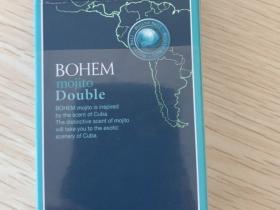 BOHEM
mojito
Double
BOHEM mojito is inspired
by the scent of Cuba.
The distinctive scent of mojito
will take you to the exotic
scenery of Cuba.